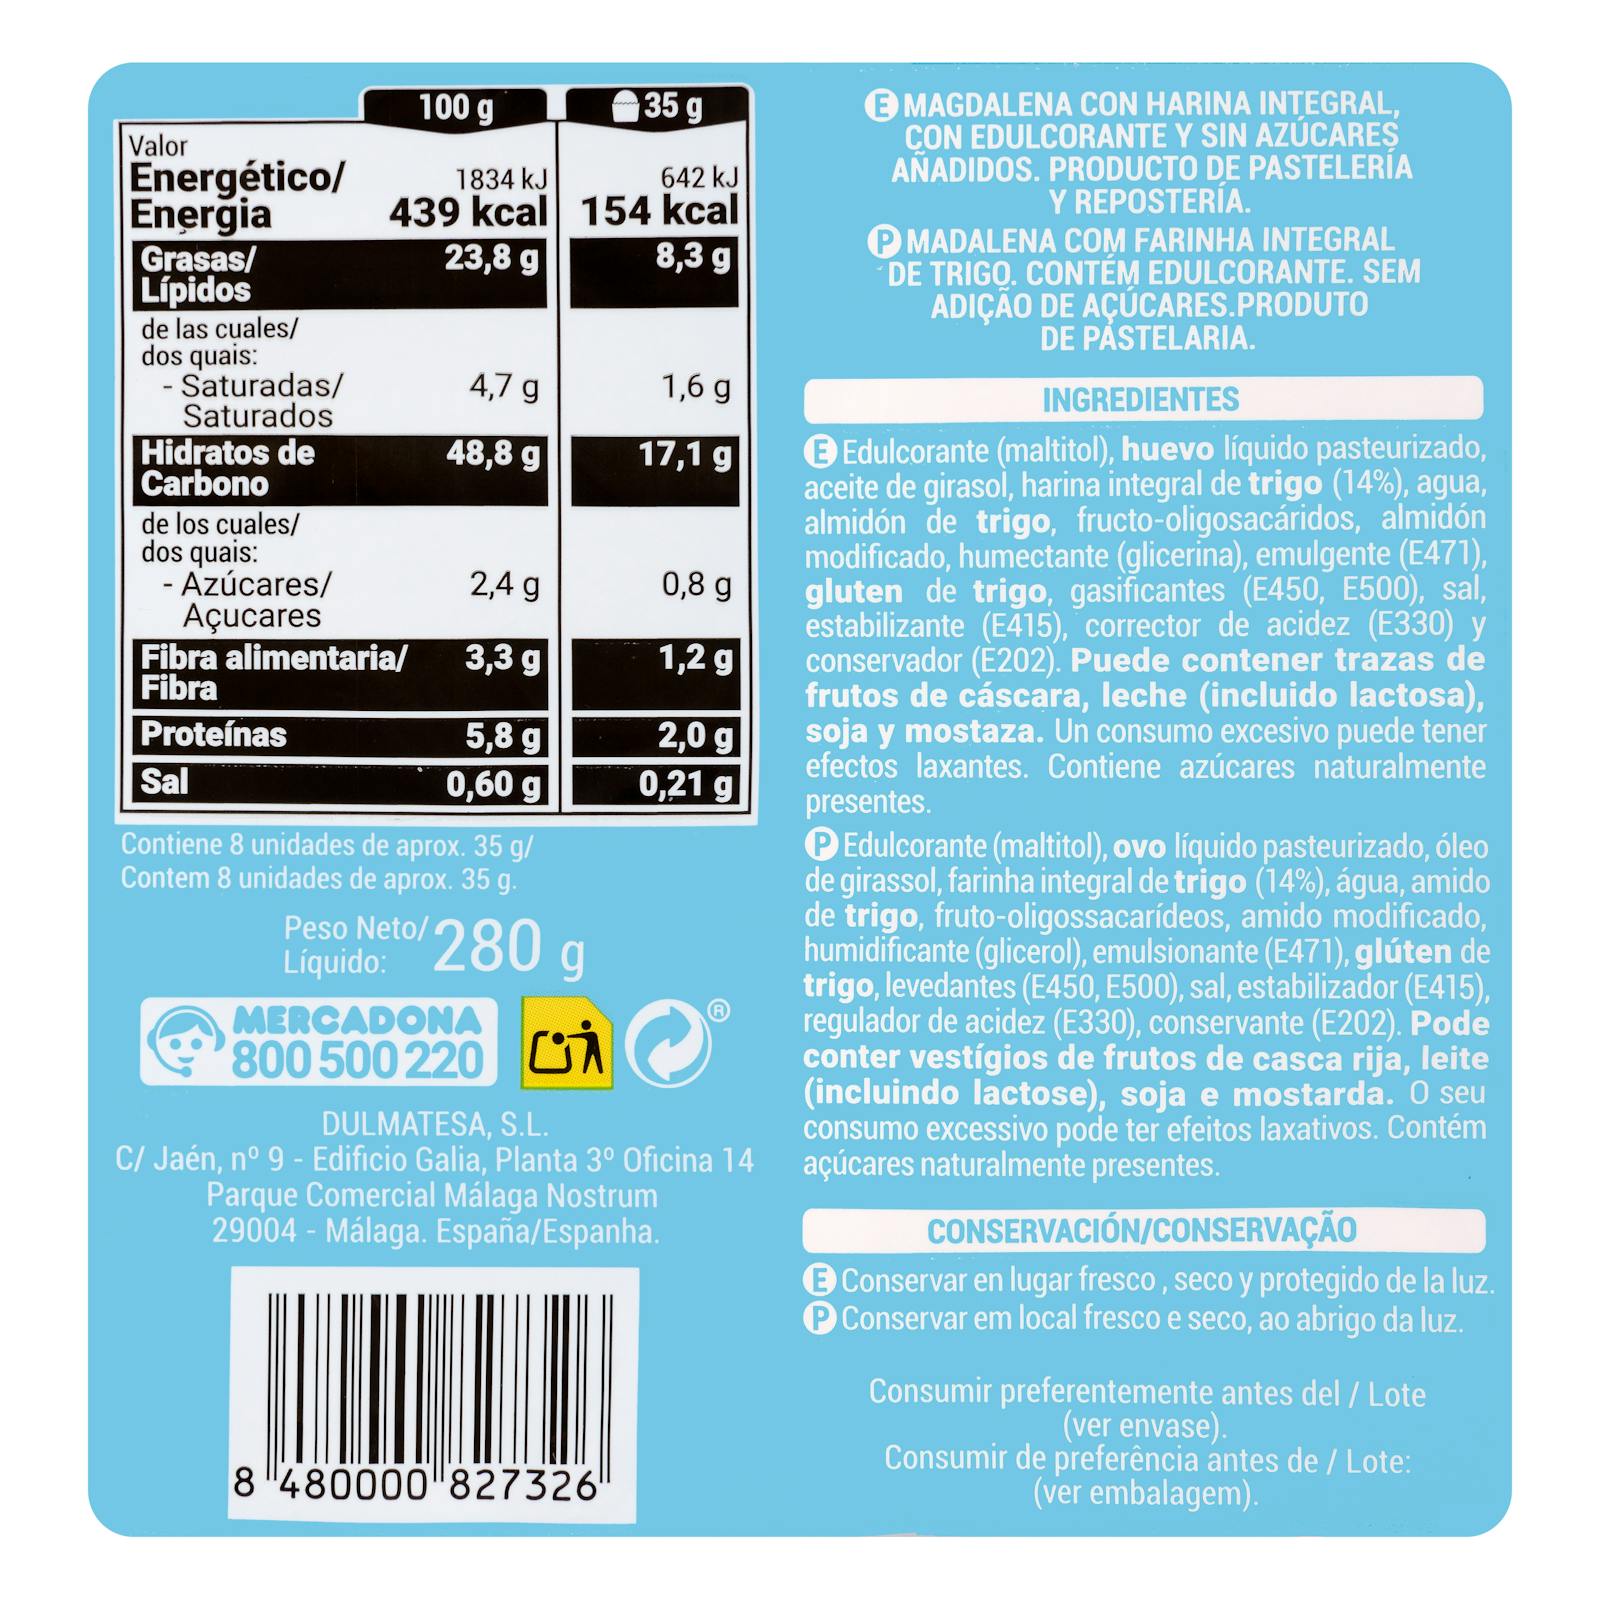 100 g
35 g
Valor
Energético/
Energia
1834 kJ
439 kcal
642 kJ
154 kcal
Grasas/
Lípidos
23,8 g
8,3 g
de las cuales/
dos quais:
- Saturadas/
Saturados
4,7 g
1,6 g
Hidratos de
Carbono
48,8 g
17,1 g
de los cuales/
dos quais:
- Azúcares/
Açucares
2,4 g
0,8 g
Fibra alimentaria/
Fibra
3,3 g
1,2 g
Proteínas
5,8 g
2,0 g
Sal
0,60 g
0,21 g
Contiene 8 unidades de aprox. 35 g/
Contem 8 unidades de aprox. 35 g.
Peso Neto/
Líquido:
280 g
MERCADONA
800 500 220
®
DULMATESA, S.L.
C/ Jaén, nº 9 - Edificio Galia, Planta 3º Oficina 14
Parque Comercial Málaga Nostrum
29004 - Málaga. España/Espanha.
8 480000 827326
E MAGDALENA CON HARINA INTEGRAL,
CON EDULCORANTE Y SIN AZÚCARES
AÑADIDOS. PRODUCTO DE PASTELERÍA
Y REPOSTERÍA.
P MADALENA COM FARINHA INTEGRAL
DE TRIGO. CONTÉM EDULCORANTE. SEM
ADIÇÃO DE AÇÚCARES.PRODUTO
DE PASTELARIA.
INGREDIENTES
E Edulcorante (maltitol), huevo líquido pasteurizado,
aceite de girasol, harina integral de trigo (14%), agua,
almidón de trigo, fructo-oligosacáridos, almidón
modificado, humectante (glicerina), emulgente (E471),
gluten de trigo, gasificantes (E450, E500), sal,
estabilizante (E415), corrector de acidez (E330) y
conservador (E202). Puede contener trazas de
frutos de cáscara, leche (incluido lactosa),
soja y mostaza. Un consumo excesivo puede tener
efectos laxantes. Contiene azúcares naturalmente
presentes.
P Edulcorante (maltitol), ovo líquido pasteurizado, óleo
de girassol, farinha integral de trigo (14%), água, amido
de trigo, fruto-oligossacarídeos, amido modificado,
humidificante (glicerol), emulsionante (E471), glúten de
trigo, levedantes (E450, E500), sal, estabilizador (E415),
regulador de acidez (E330), conservante (E202). Pode
conter vestígios de frutos de casca rija, leite
(incluindo lactose), soja e mostarda. O seu
consumo excessivo pode ter efeitos laxativos. Contém
açúcares naturalmente presentes.
CONSERVACIÓN/CONSERVAÇÃO
E Conservar en lugar fresco , seco y protegido de la luz.
P Conservar em local fresco e seco, ao abrigo da luz.
Consumir preferentemente antes del / Lote
(ver envase).
Consumir de preferência antes de / Lote:
(ver embalagem).